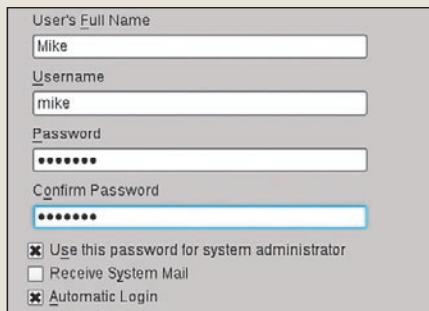 User's Full Name
Mike
Username
mike
Password
•••••••
Confirm Password
•••••••
Use this password for system administrator
Receive System Mail
Automatic Login